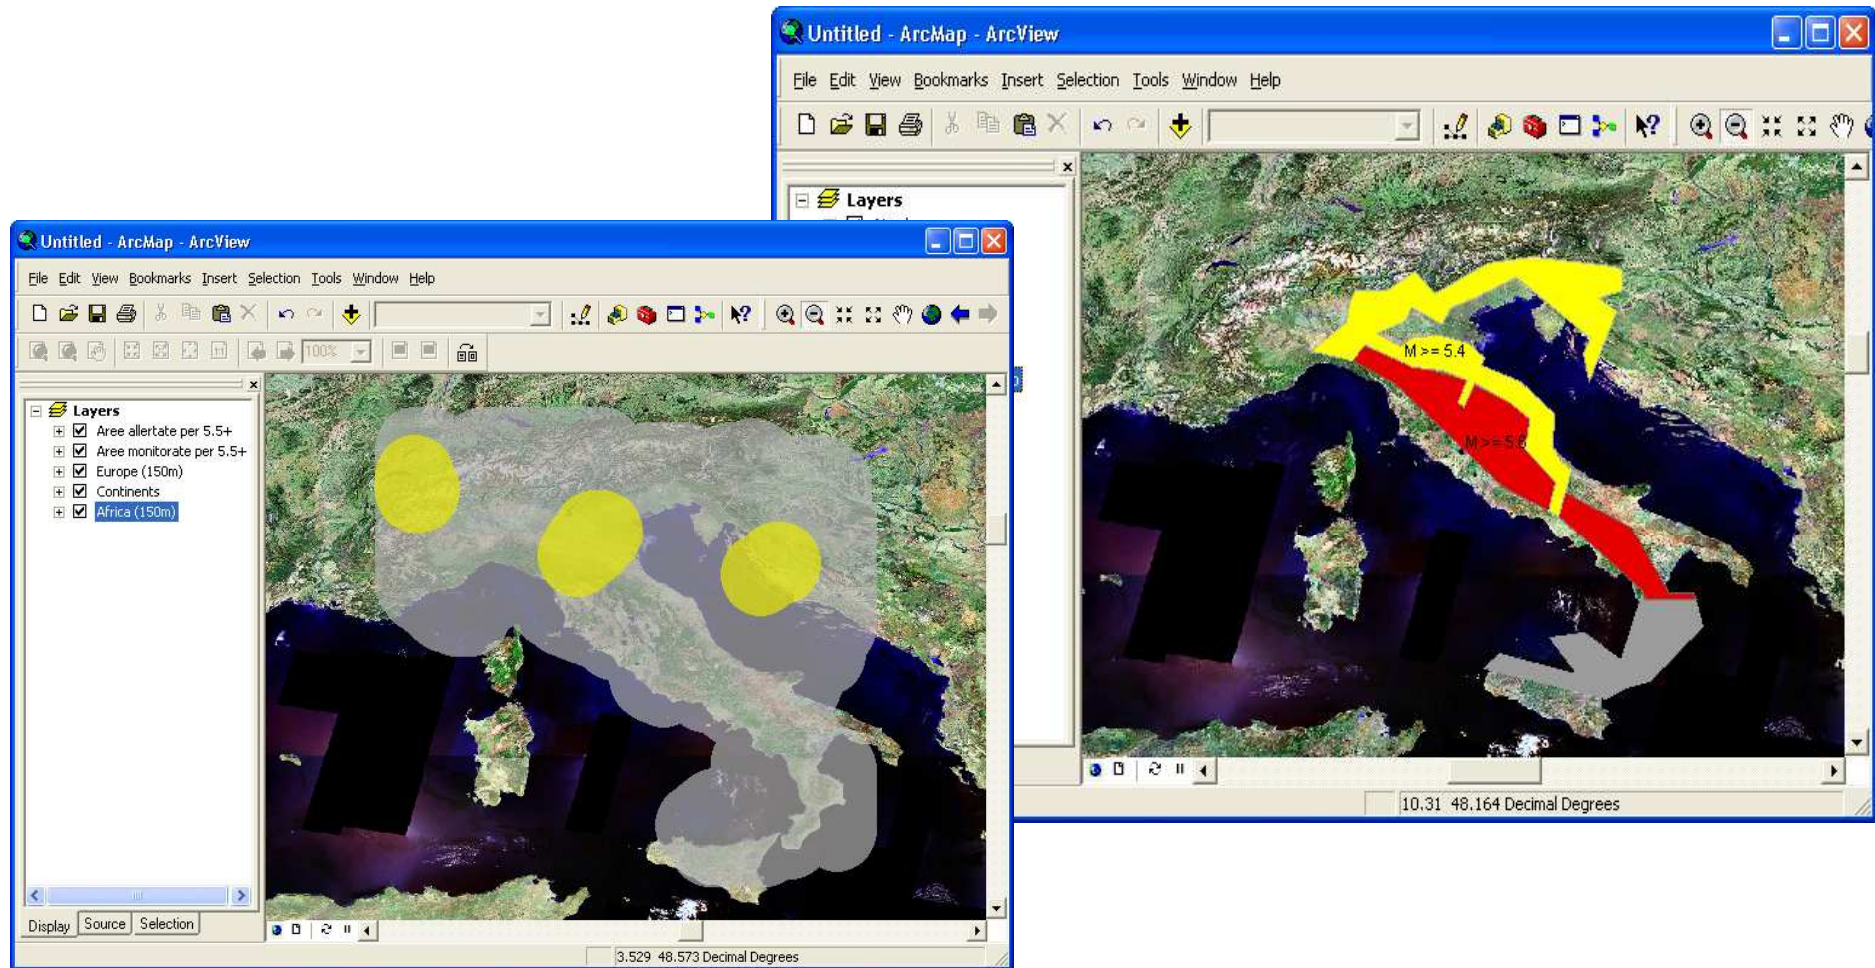 Untitled - ArcMap - ArcView
File Edit View Bookmarks Insert Selection Tools Window Help
Layers
M >= 5.4
10.31 48.164 Decimal Degrees
Untitled - ArcMap - ArcView
File Edit View Bookmarks Insert Selection Tools Window Help
100%
Layers
Aree allertate per 5.5+
Aree monitorate per 5.5+
Europe (150m)
Continents
Africa (150m)
Display Source Selection
3.529 48.573 Decimal Degrees